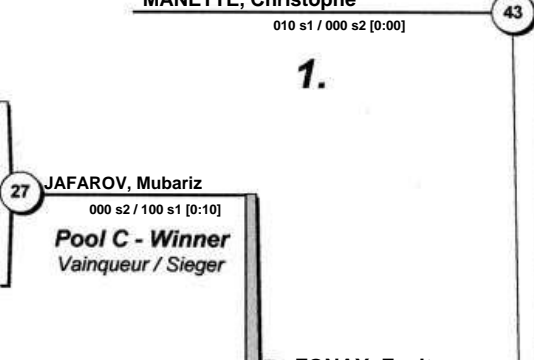 MANETTE, Christophe
43
010 s1 / 000 s2 [0:00]
1.
27
JAFAROV, Mubariz
000 s2 / 100 s1 [0:10]
Pool C - Winner
Vainqueur / Sieger